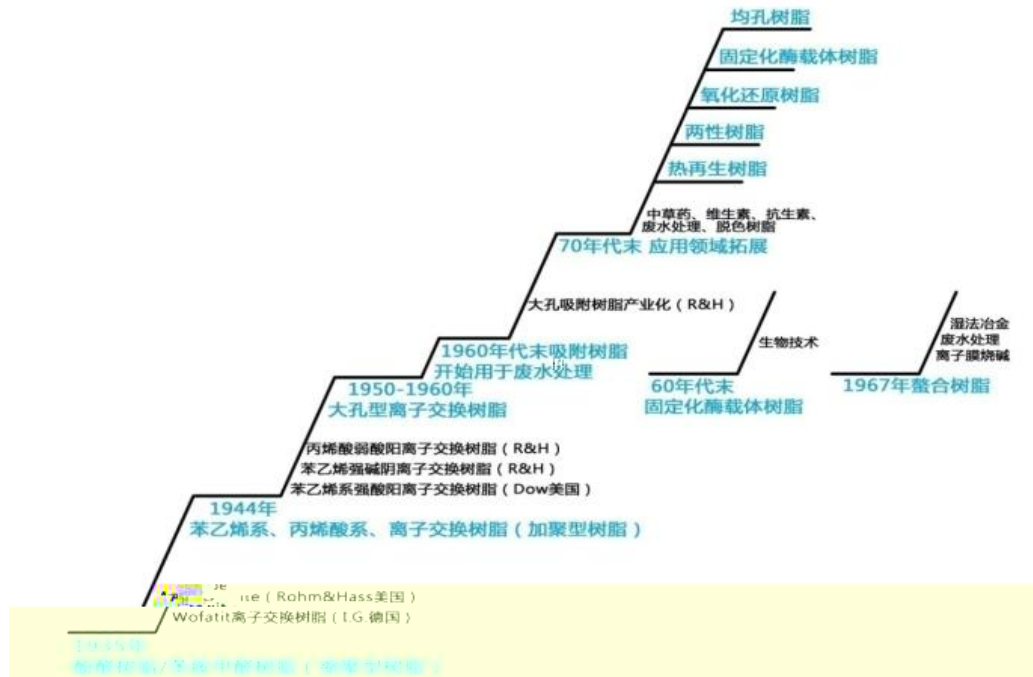 均孔树脂
固定化酶载体树脂
氧化还原树脂
两性树脂
热再生树脂
中草药、维生素、抗生素、
废水处理、脱色树脂
70年代末 应用领域拓展
大孔吸附树脂产业化（R&H）
1960年代末吸附树脂
开始用于废水处理
生物技术
60年代末
固定化酶载体树脂
湿法冶金
废水处理
离子膜烧碱
1967年螯合树脂
1950-1960年
大孔型离子交换树脂
丙烯酸弱酸阳离子交换树脂（R&H）
苯乙烯强碱阴离子交换树脂（R&H）
苯乙烯系强酸阳离子交换树脂（Dow美国）
1944年
苯乙烯系、丙烯酸系、离子交换树脂（加聚型树脂）
（Rohm&Hass美国）
Wofatit离子交换树脂（I.G.德国）
1935年